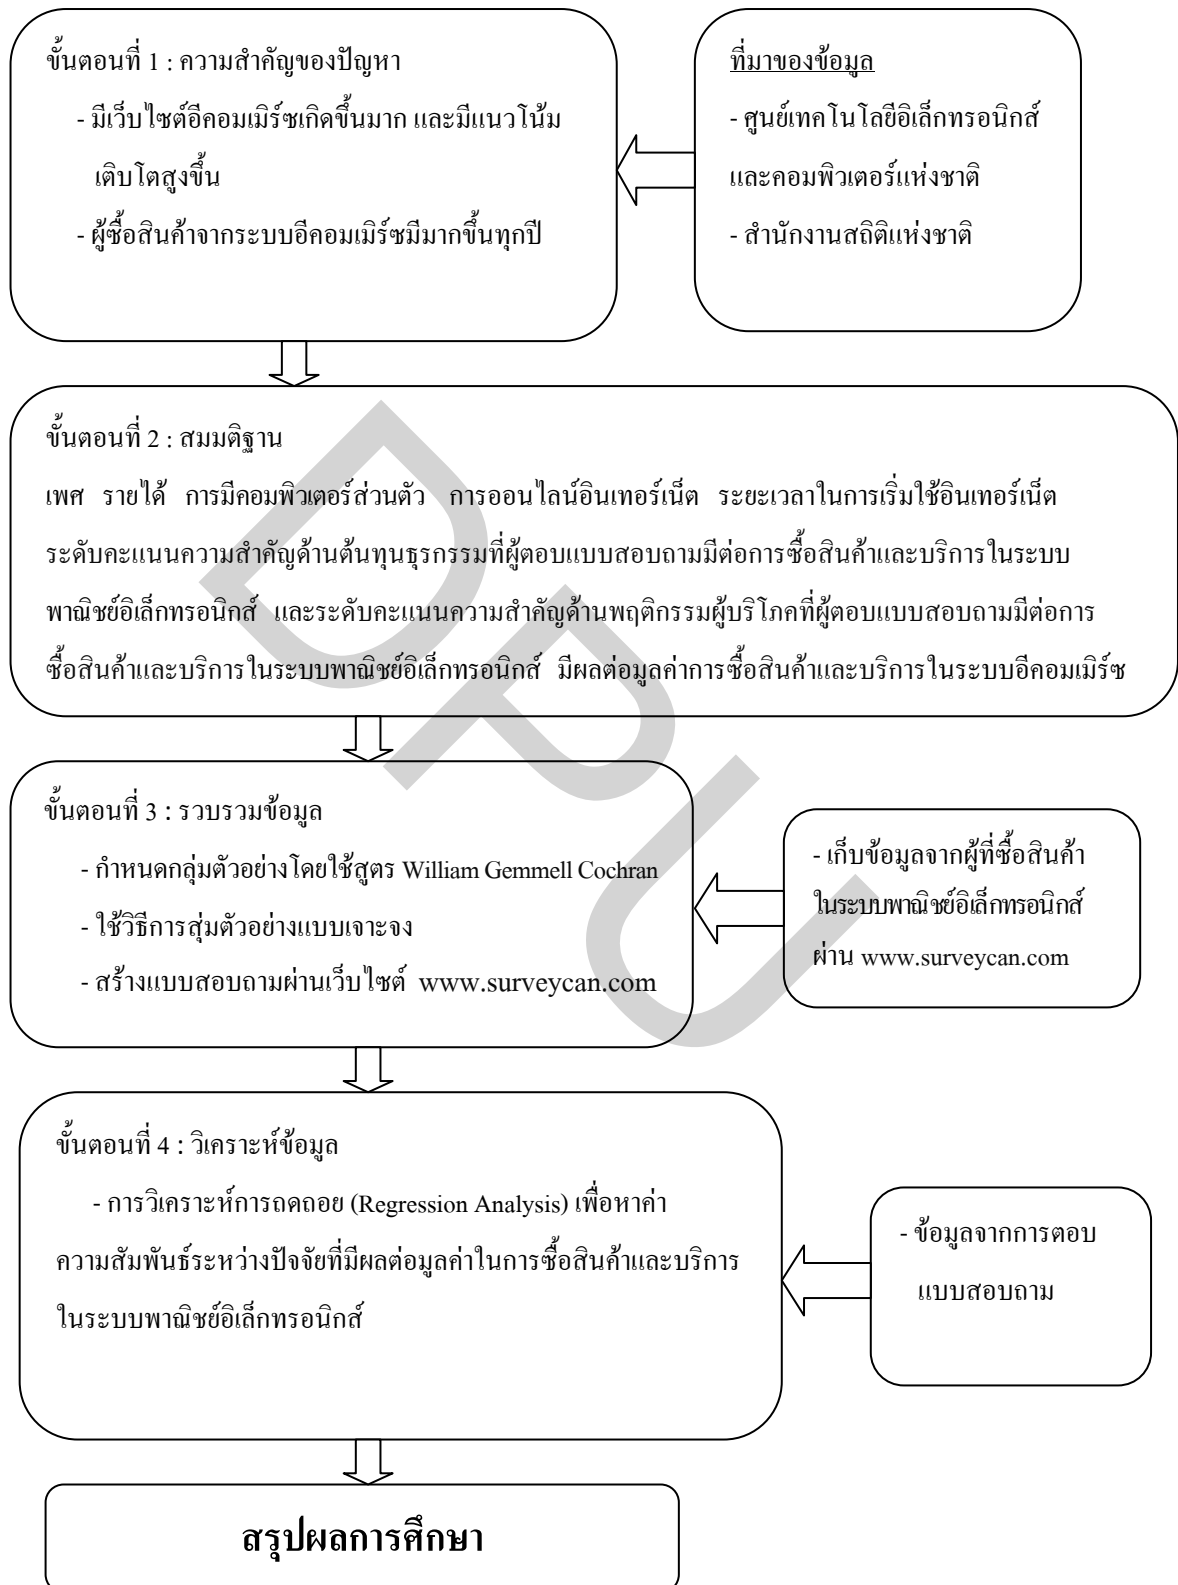 ขั้นตอนที่ 1 : ความสำคัญของปัญหา
- มีเว็บไซต์อีคอมเมิร์ซเกิดขึ้นมาก และมีแนวโน้ม
เติบโตสูงขึ้น
- ผู้ซื้อสินค้าจากระบบอีคอมเมิร์ซมีมากขึ้นทุกปี
ที่มาของข้อมูล
- ศูนย์เทคโนโลยีอิเล็กทรอนิกส์
และคอมพิวเตอร์แห่งชาติ
- สำนักงานสถิติแห่งชาติ
ขั้นตอนที่ 2 : สมมติฐาน
เพศ รายได้ การมีคอมพิวเตอร์ส่วนตัว การออนไลน์อินเทอร์เน็ต ระยะเวลาในการเริ่มใช้อินเทอร์เน็ต
ระดับคะแนนความสำคัญด้านต้นทุนธุรกรรมที่ผู้ตอบแบบสอบถามมีต่อการซื้อสินค้าและบริการในระบบ
พาณิชย์อิเล็กทรอนิกส์ และระดับคะแนนความสำคัญด้านพฤติกรรมผู้บริโภคที่ผู้ตอบแบบสอบถามมีต่อการ
ซื้อสินค้าและบริการในระบบพาณิชย์อิเล็กทรอนิกส์ มีผลต่อมูลค่าการซื้อสินค้าและบริการในระบบอีคอมเมิร์ซ
ขั้นตอนที่ 3 : รวบรวมข้อมูล
- กำหนดกลุ่มตัวอย่างโดยใช้สูตร William Gemmell Cochran
- ใช้วิธีการสุ่มตัวอย่างแบบเจาะจง
- สร้างแบบสอบถามผ่านเว็บไซต์ www.surveycan.com
- เก็บข้อมูลจากผู้ที่ซื้อสินค้า
ในระบบพาณิชย์อิเล็กทรอนิกส์
ผ่าน www.surveycan.com
ขั้นตอนที่ 4 : วิเคราะห์ข้อมูล
- การวิเคราะห์การถดถอย (Regression Analysis) เพื่อหาค่า
ความสัมพันธ์ระหว่างปัจจัยที่มีผลต่อมูลค่าในการซื้อสินค้าและบริการ
ในระบบพาณิชย์อิเล็กทรอนิกส์
- ข้อมูลจากการตอบ
แบบสอบถาม
สรุปผลการศึกษา
DPU